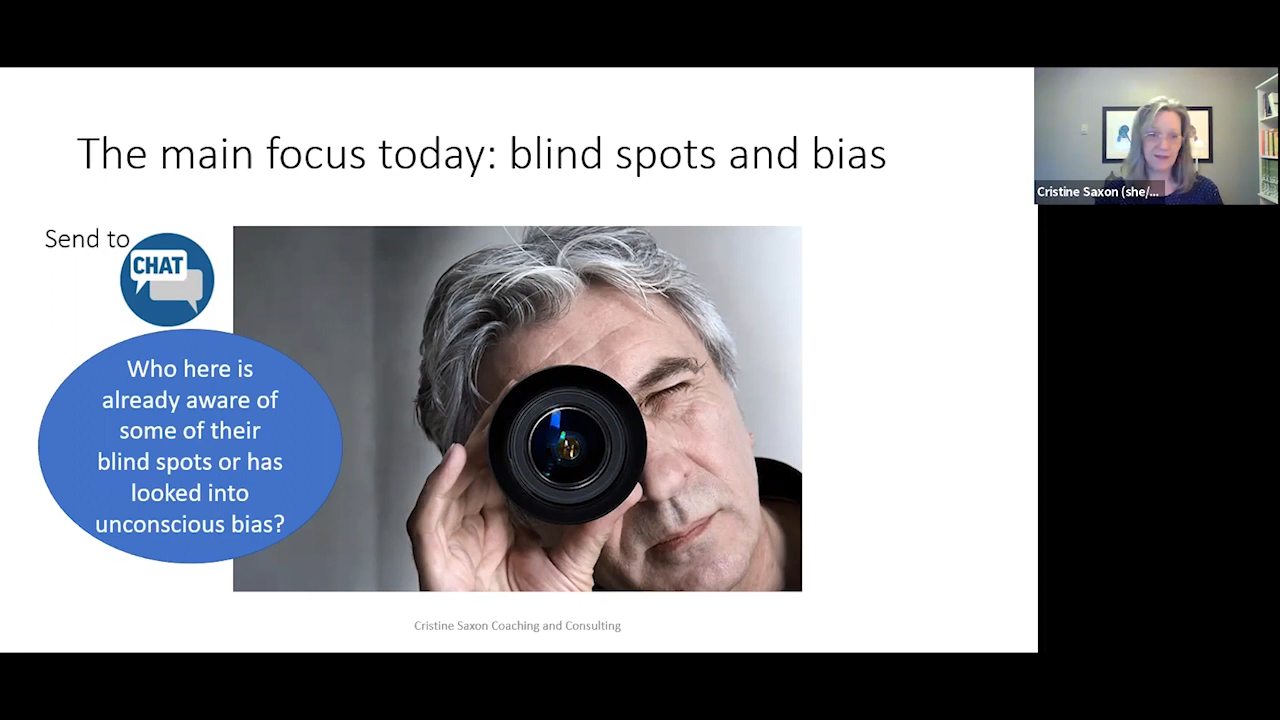 The main focus today: blind spots and bias
Cristine Saxon (she/...
Send to
CHAT
Who here is
already aware of
some of their
blind spots or has
looked into
unconscious bias?
Cristine Saxon Coaching and Consulting